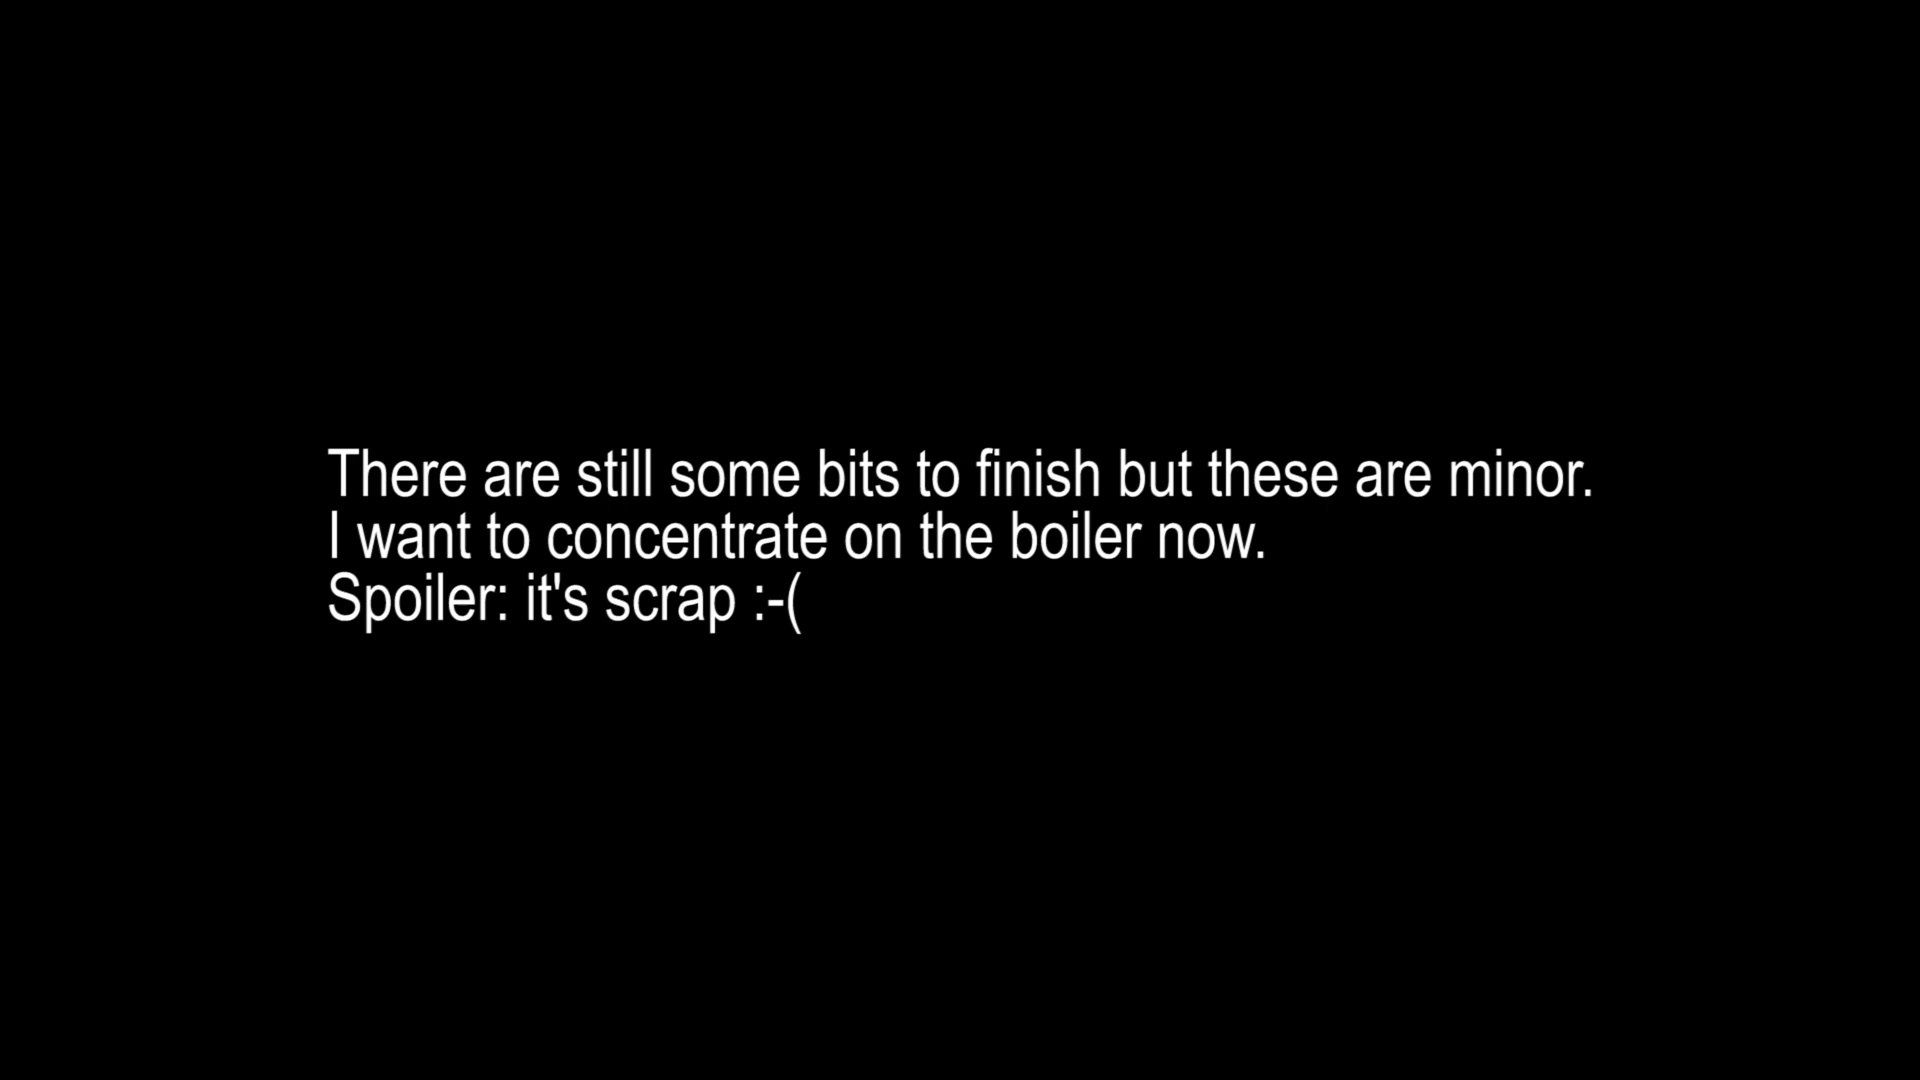 There are still some bits to finish but these are minor.
I want to concentrate on the boiler now.
Spoiler: it's scrap :-(